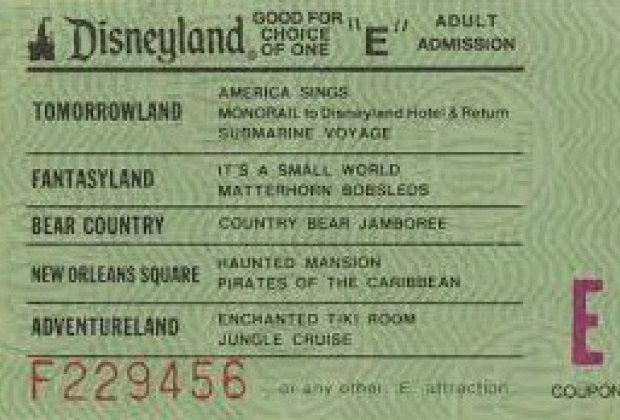 Disneyland® GOOD FOR CHOICE OF ONE "E" ADULT ADMISSION
TOMORROWLAND
AMERICA SINGS
MONORAIL to Disneyland Hotel & Return
SUBMARINE VOYAGE
FANTASYLAND
IT'S A SMALL WORLD
MATTERHORN BOBSLEDS
BEAR COUNTRY
COUNTRY BEAR JAMBOREE
NEW ORLEANS SQUARE
HAUNTED MANSION
PIRATES OF THE CARIBBEAN
ADVENTURELAND
ENCHANTED TIKI ROOM
JUNGLE CRUISE
F229456
or any other "E" attraction
E
COUPON